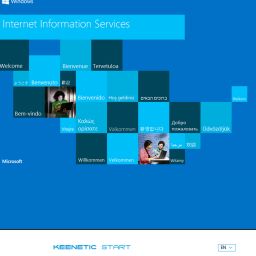 Windows
Internet Information Services
Welcome
Bienvenue
Tervetuloa
ようこそ
Benvenuto
歓迎
Bem-vindo
Bienvenido
Hoş geldiniz
ברוכים הבאים
Welkom
Vítejte
Καλώς
ορίσατε
Välkommen
환영합니다
Добро
пожаловать
Üdvözöljük
Microsoft
Willkommen
Velkommen
مرحبا
欢迎
Witamy
KEENETIC START
EN